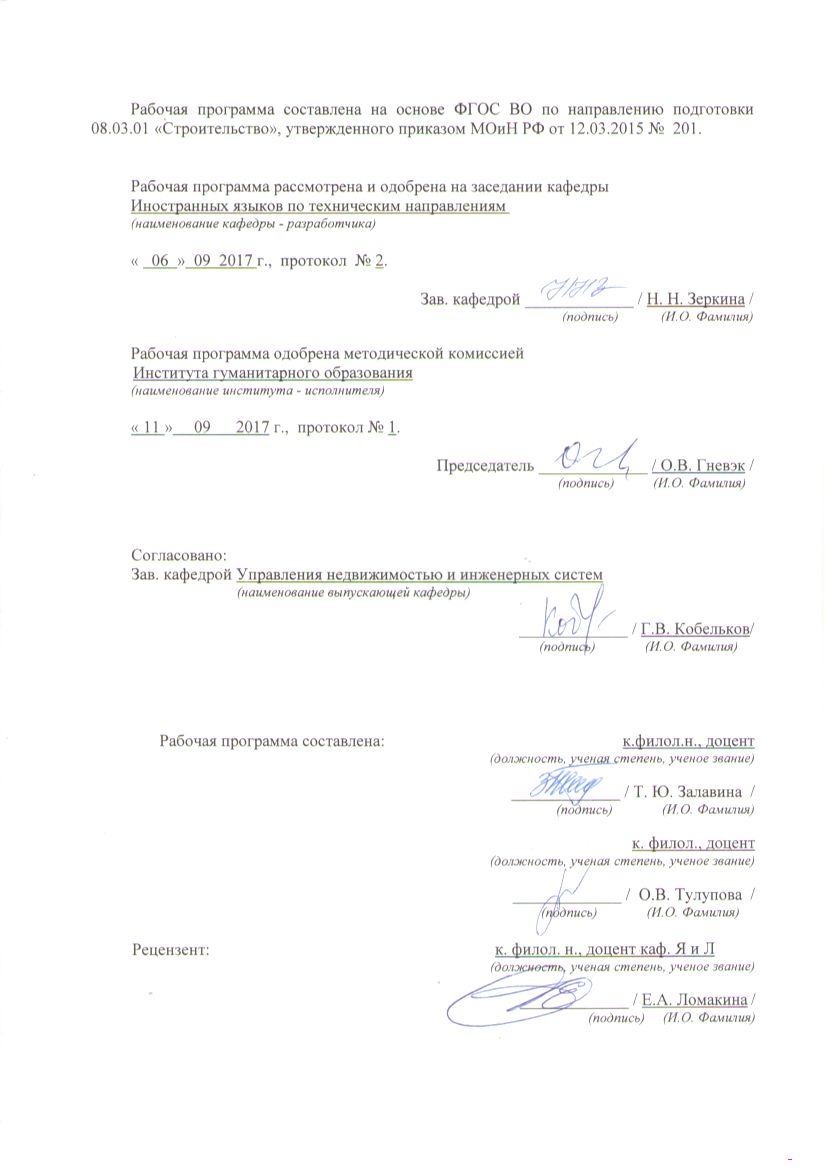 Рабочая программа составлена на основе ФГОС ВО по направлению подготовки
08.03.01 «Строительство», утвержденного приказом МОиН РФ от 12.03.2015 № 201.
Рабочая программа рассмотрена и одобрена на заседании кафедры
Иностранных языков по техническим направлениям
(наименование кафедры - разработчика)
« 06 » 09 2017 г., протокол № 2.
Зав. кафедрой _____________ / Н. Н. Зеркина /
(подпись) (И.О. Фамилия)
Рабочая программа одобрена методической комиссией
Института гуманитарного образования
(наименование института - исполнителя)
« 11 » 09 2017 г., протокол № 1.
Председатель _____________ / О.В. Гневэк /
(подпись) (И.О. Фамилия)
Согласовано:
Зав. кафедрой Управления недвижимостью и инженерных систем
(наименование выпускающей кафедры)
_____________ / Г.В. Кобельков/
(подпись) (И.О. Фамилия)
Рабочая программа составлена: к.филол.н., доцент
(должность, ученая степень, ученое звание)
_____________ / Т. Ю. Залавина /
(подпись) (И.О. Фамилия)
к. филол., доцент
(должность, ученая степень, ученое звание)
_____________ / О.В. Тулупова /
(подпись) (И.О. Фамилия)
Рецензент: к. филол. н., доцент каф. Я и Л
(должность, ученая степень, ученое звание)
_____________ / Е.А. Ломакина /
(подпись) (И.О. Фамилия)